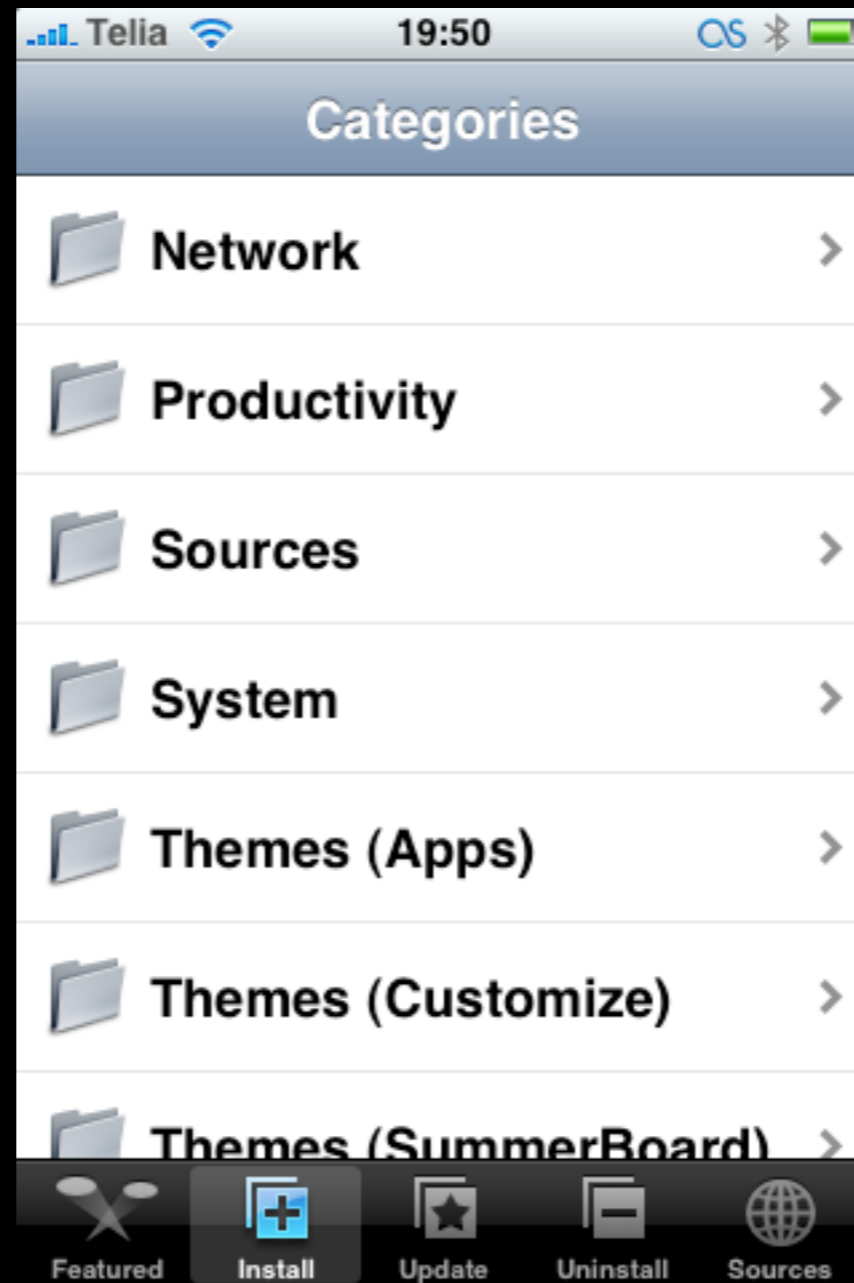 Telia 19:50
Categories
Network
Productivity
Sources
System
Themes (Apps)
Themes (Customize)
Themes (SummerBoard)
Featured Install Update Uninstall Sources